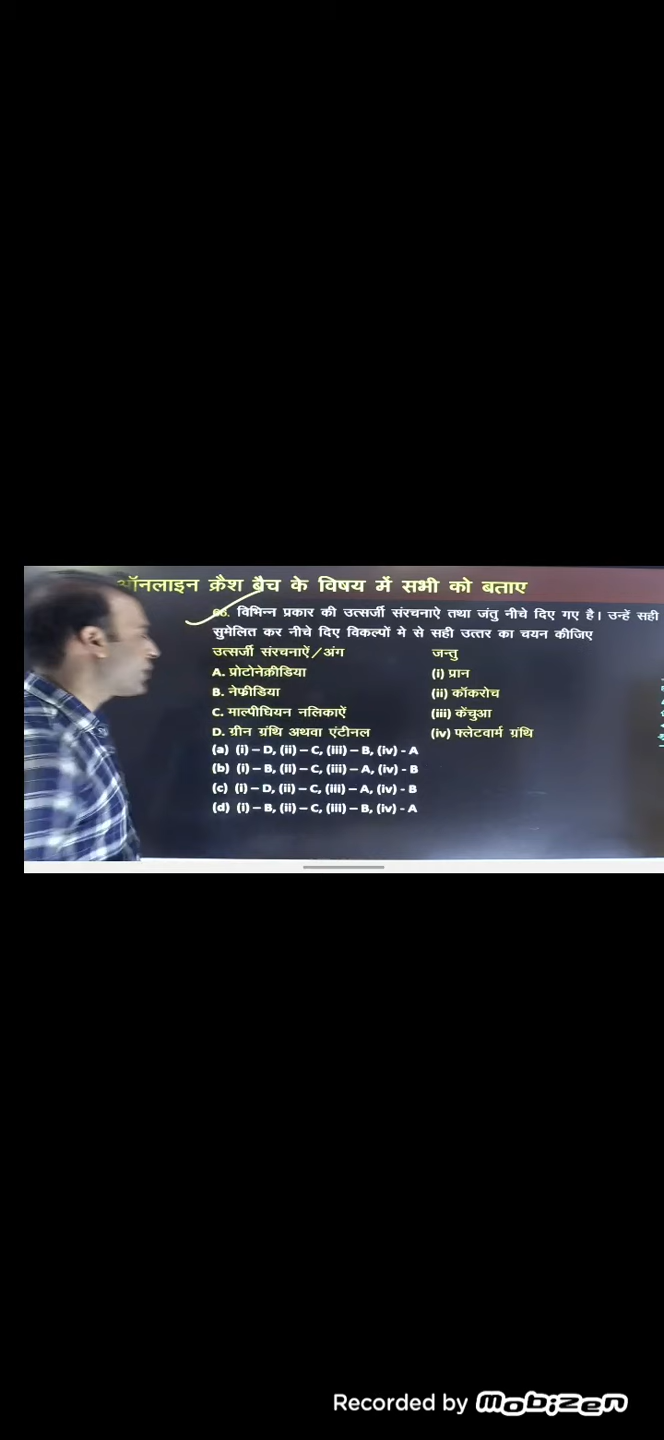 ऑनलाइन क्रैश बैच के विषय में सभी को बताए
66. विभिन्न प्रकार की उत्सर्जी संरचनाऐ तथा जंतु नीचे दिए गए है। उन्हें सही
सुमेलित कर नीचे दिए विकल्पों मे से सही उत्तर का चयन कीजिए
उत्सर्जी संरचनाऐं/अंग जन्तु
A. प्रोटोनेफ्रीडिया (i) प्रान
B. नेफ्रीडिया (ii) कॉकरोच
C. माल्पीघियन नलिकाऐं (iii) केंचुआ
D. ग्रीन ग्रंथि अथवा एंटीनल (iv) फ्लेटवार्म ग्रंथि
(a) (i) – D, (ii) – C, (iii) – B, (iv) - A
(b) (i) – B, (ii) – C, (iii) – A, (iv) - B
(c) (i) – D, (ii) – C, (iii) – A, (iv) - B
(d) (i) – B, (ii) – C, (iii) – B, (iv) - A
Recorded by Mobizen